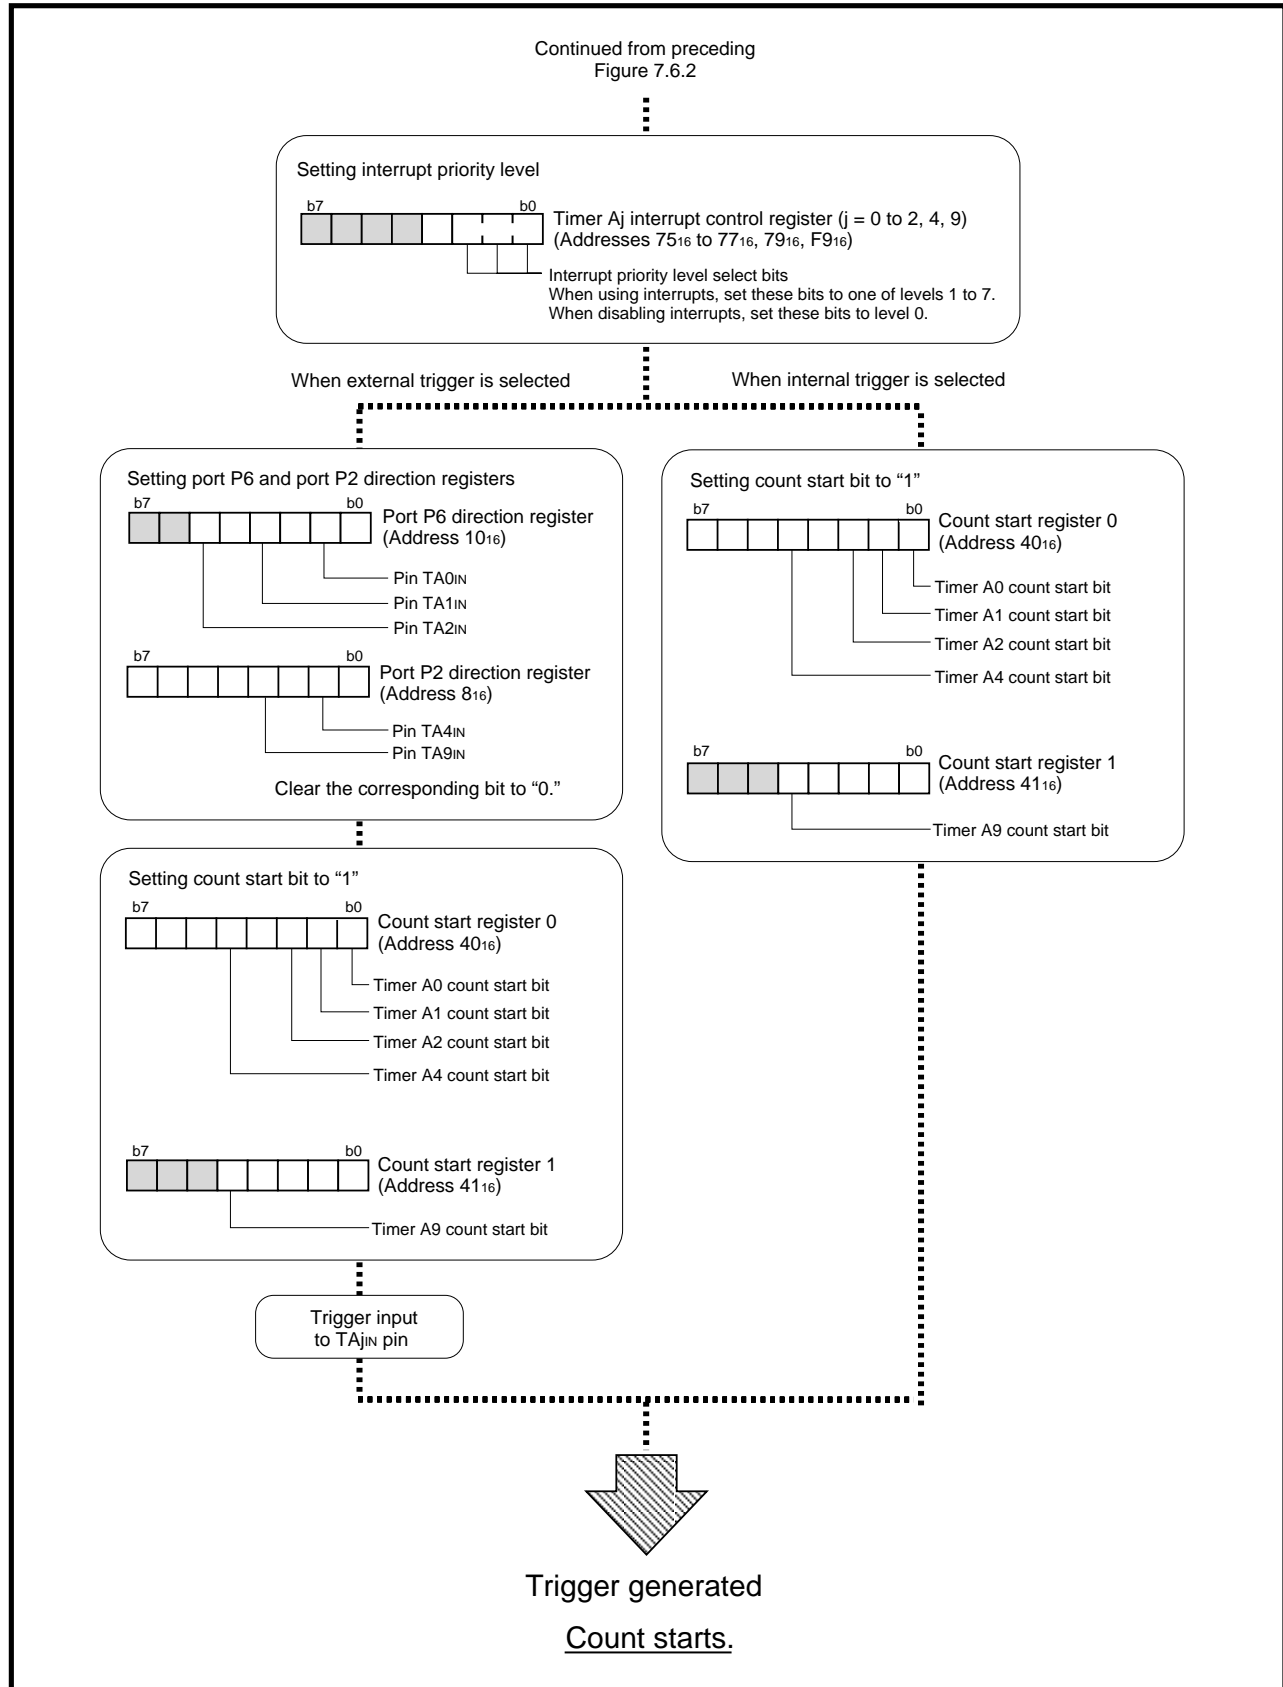 Continued from preceding
Figure 7.6.2
Setting interrupt priority level
b7 b0
Timer Aj interrupt control register (j = 0 to 2, 4, 9)
(Addresses 7516 to 7716, 7916, F916)
Interrupt priority level select bits
When using interrupts, set these bits to one of levels 1 to 7.
When disabling interrupts, set these bits to level 0.
When external trigger is selected
When internal trigger is selected
Setting port P6 and port P2 direction registers
b7 b0
Port P6 direction register
(Address 1016)
Pin TA0IN
Pin TA1IN
Pin TA2IN
b7 b0
Port P2 direction register
(Address 816)
Pin TA4IN
Pin TA9IN
Clear the corresponding bit to “0.”
Setting count start bit to “1”
b7 b0
Count start register 0
(Address 4016)
Timer A0 count start bit
Timer A1 count start bit
Timer A2 count start bit
Timer A4 count start bit
b7 b0
Count start register 1
(Address 4116)
Timer A9 count start bit
Setting count start bit to “1”
b7 b0
Count start register 0
(Address 4016)
Timer A0 count start bit
Timer A1 count start bit
Timer A2 count start bit
Timer A4 count start bit
b7 b0
Count start register 1
(Address 4116)
Timer A9 count start bit
Trigger input
to TAjIN pin
Trigger generated
Count starts.